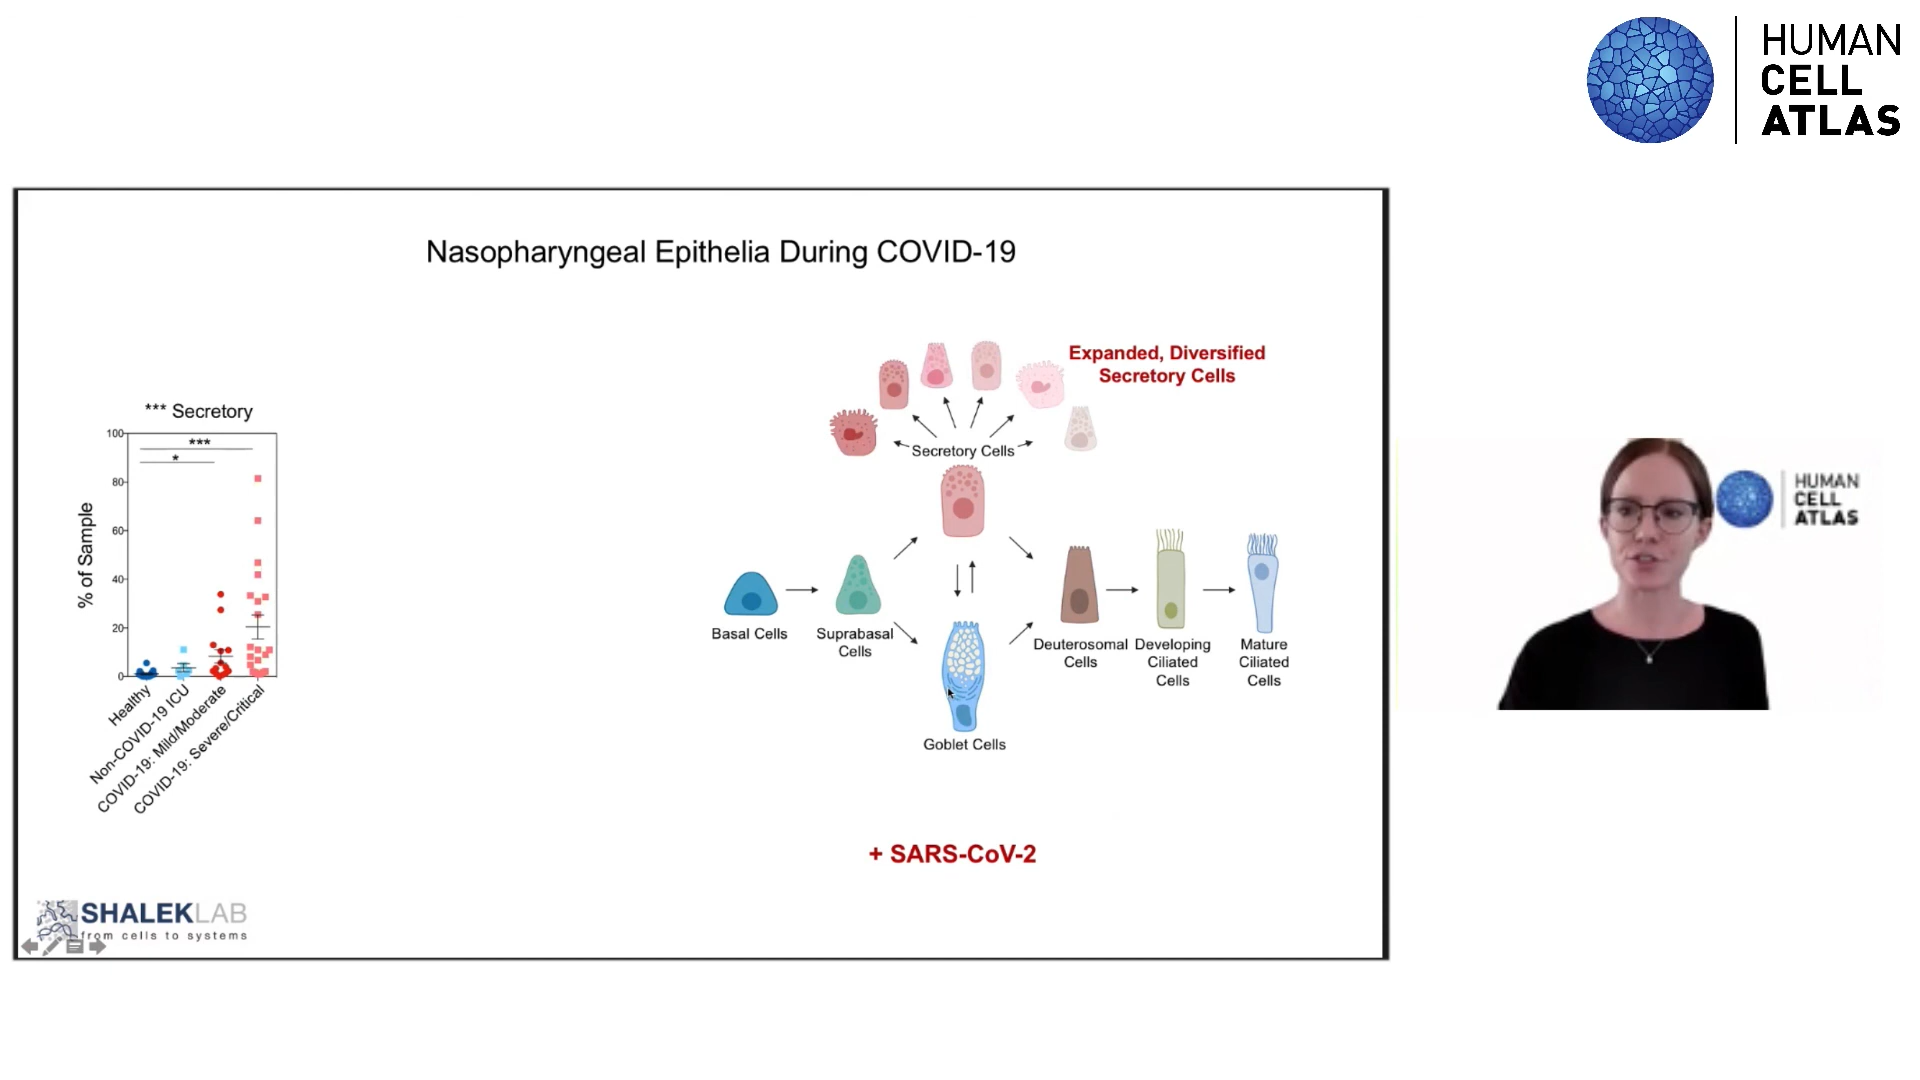 HUMAN
CELL
ATLAS
Nasopharyngeal Epithelia During COVID-19
*** Secretory
***
*
% of Sample
100
80
60
40
20
0
Healthy
Non-COVID-19 ICU
COVID-19: Mild/Moderate
COVID-19: Severe/Critical
Expanded, Diversified
Secretory Cells
Secretory Cells
Basal Cells
Suprabasal
Cells
Goblet Cells
Deuterosomal
Cells
Developing
Ciliated
Cells
Mature
Ciliated
Cells
+ SARS-CoV-2
SHALEKLAB
from cells to systems
HUMAN
CELL
ATLAS